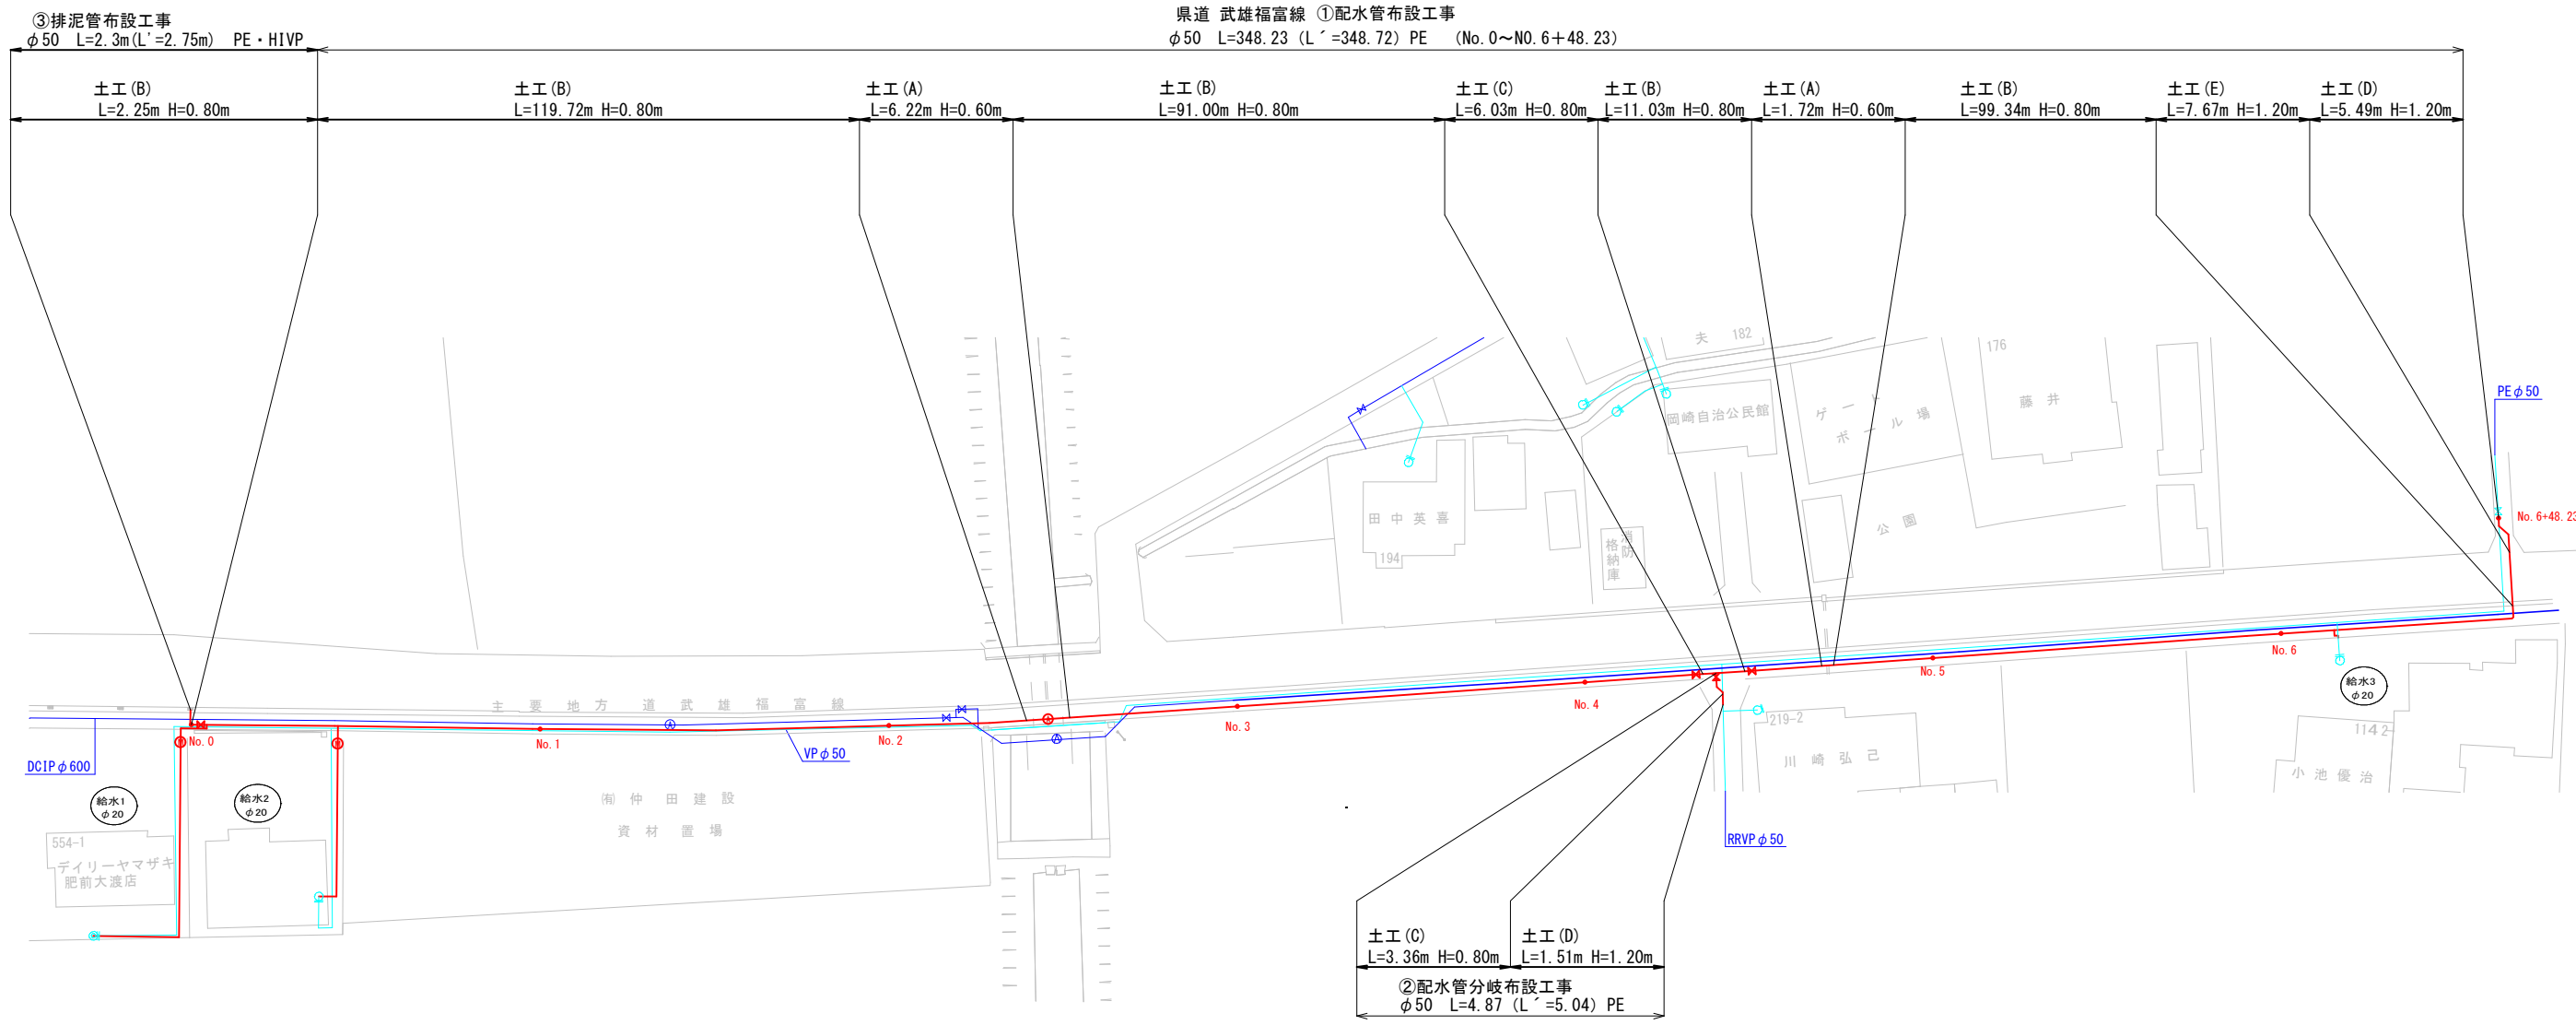 ③排泥管布設工事
φ50 L=2.3m(L'=2.75m) PE・HIVP
県道 武雄福富線 ①配水管布設工事
φ50 L=348.23 (L´=348.72) PE (No.0～NO.6+48.23)
土工(B)
L=2.25m H=0.80m
土工(B)
L=119.72m H=0.80m
土工(A)
L=6.22m H=0.60m
土工(B)
L=91.00m H=0.80m
土工(C)
L=6.03m H=0.80m
土工(B)
L=11.03m H=0.80m
土工(A)
L=1.72m H=0.60m
土工(B)
L=99.34m H=0.80m
土工(E)
L=7.67m H=1.20m
土工(D)
L=5.49m H=1.20m
夫 182
176
岡崎自治公民館
ゲートボール場
藤井
PEφ50
田中英喜
194
消防
格納庫
公園
No.6+48.23
主要地方道武雄福富線
No.0
No.1
No.2
No.3
No.4
No.5
No.6
DCIPφ600
VPφ50
給水1
φ20
給水2
φ20
給水3
φ20
㈲仲田建設
資材置場
554-1
デイリーヤマザキ
肥前大渡店
219-2
川崎弘己
1142-
小池優治
RRVPφ50
土工(C)
L=3.36m H=0.80m
土工(D)
L=1.51m H=1.20m
②配水管分岐布設工事
φ50 L=4.87 (L´=5.04) PE